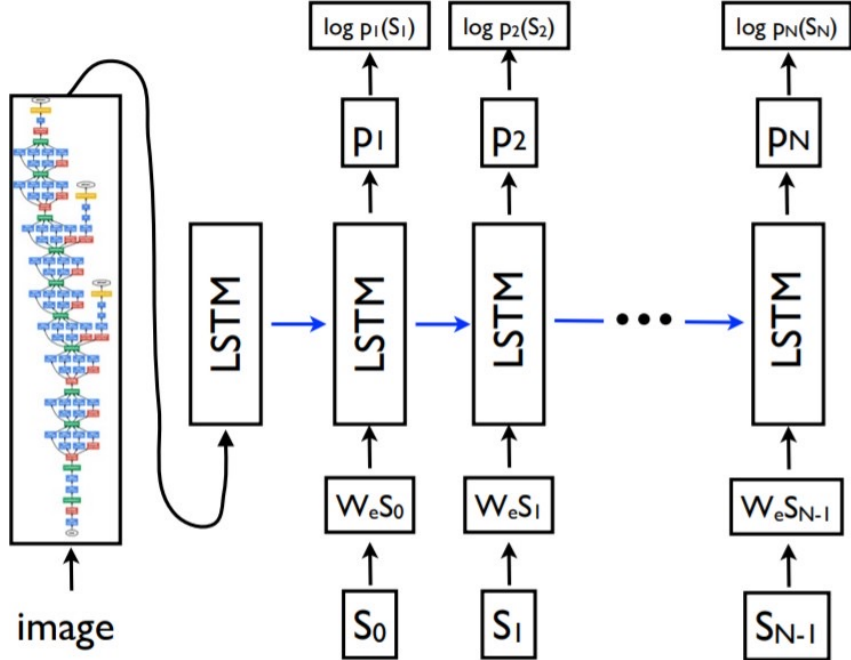 log p₁(S₁) log p₂(S₂) log pN(SN)
p₁ p₂ pN
LSTM LSTM LSTM ••• LSTM
WₑS₀ WₑS₁ WₑSN-1
image S₀ S₁ SN-1